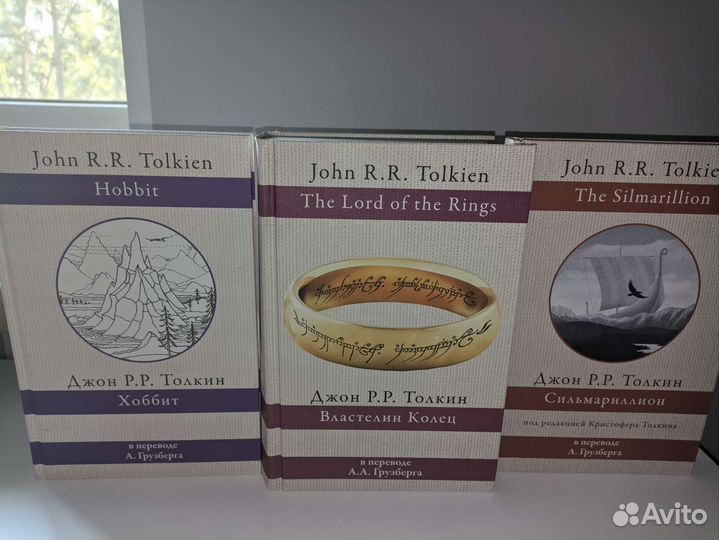 John R.R. Tolkien
Hobbit
Джон Р.Р. Толкин
Хоббит
в переводе
А. Грузберга
John R.R. Tolkien
The Lord of the Rings
Джон Р.Р. Толкин
Властелин Колец
в переводе
А.А. Грузберга
John R.R. Tolkie
The Silmarillion
Джон Р.Р. Толкин
Сильмариллион
под редакцией Кристофера Толкина
в переводе
А. Грузберга
Avito